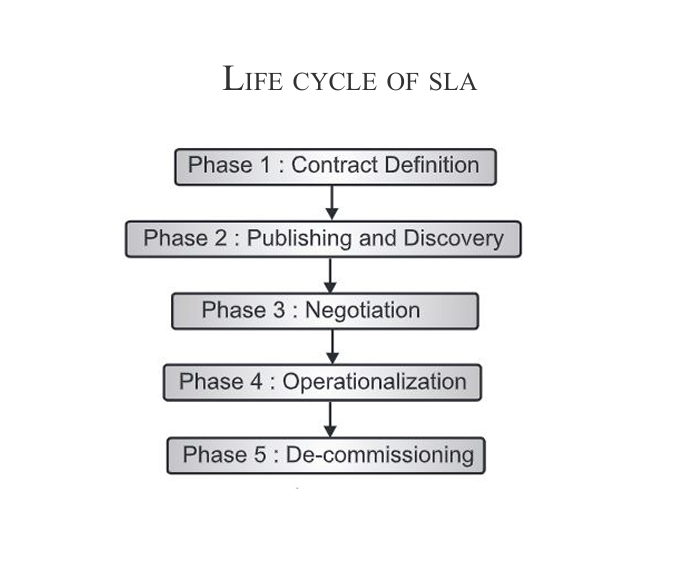 Life cycle of sla
Phase 1 : Contract Definition
Phase 2 : Publishing and Discovery
Phase 3 : Negotiation
Phase 4 : Operationalization
Phase 5 : De-commissioning